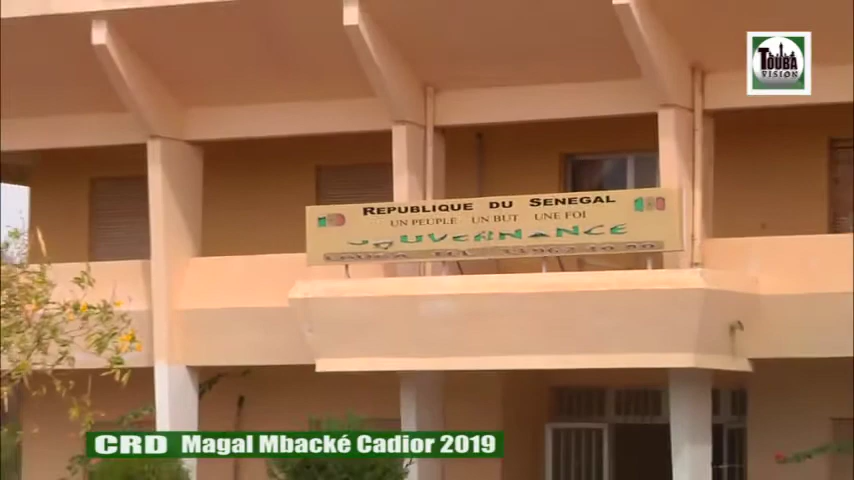 TOUBA
VISION
REPUBLIQUE DU SENEGAL
UN PEUPLE - UN BUT - UNE FOI
GOUVERNANCE
CRD Magal Mbacké Cadior 2019